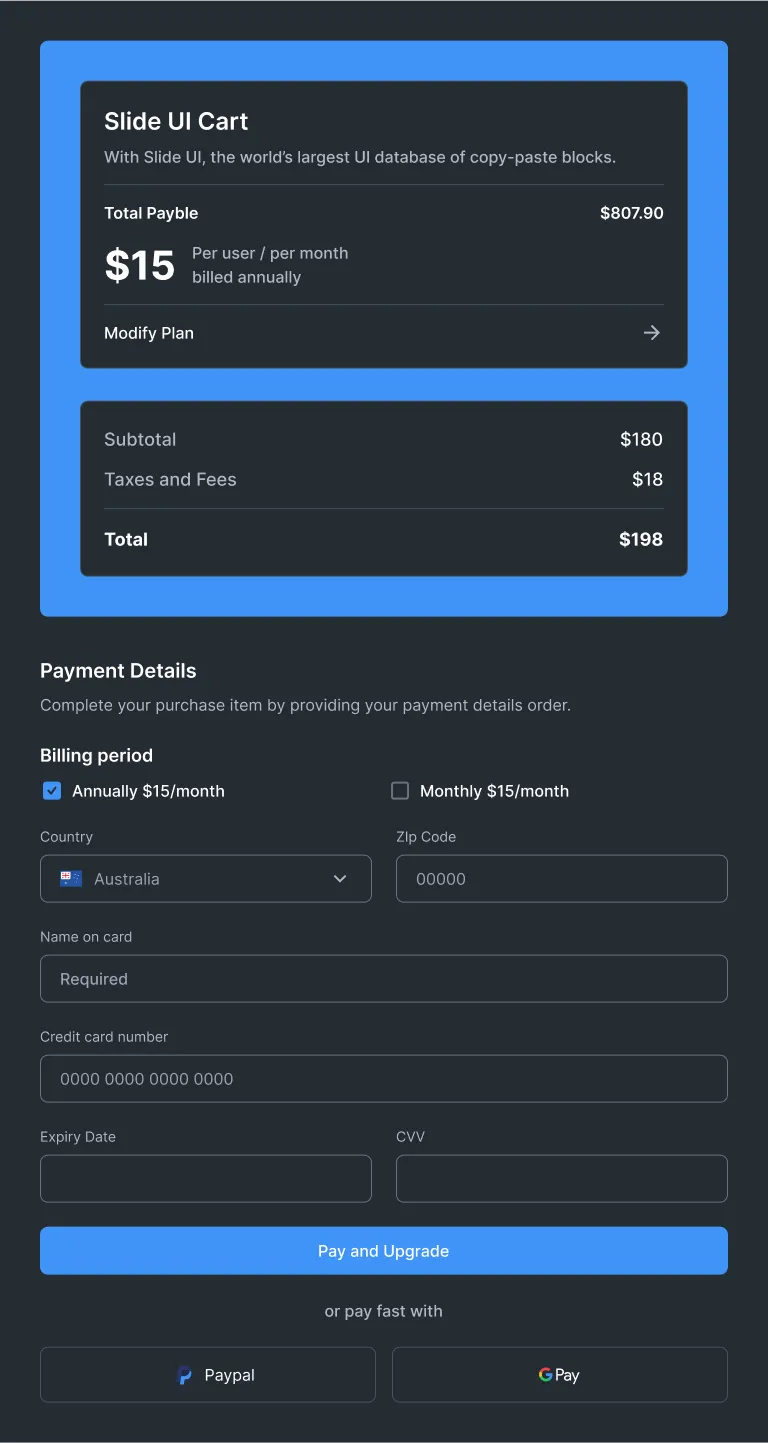 Slide UI Cart
With Slide UI, the world’s largest UI database of copy-paste blocks.
Total Payble $807.90
$15 Per user / per month
billed annually
Modify Plan
Subtotal $180
Taxes and Fees $18
Total $198
Payment Details
Complete your purchase item by providing your payment details order.
Billing period
Annually $15/month Monthly $15/month
Country ZIp Code
Australia 00000
Name on card
Required
Credit card number
0000 0000 0000 0000
Expiry Date CVV
Pay and Upgrade
or pay fast with
Paypal G Pay